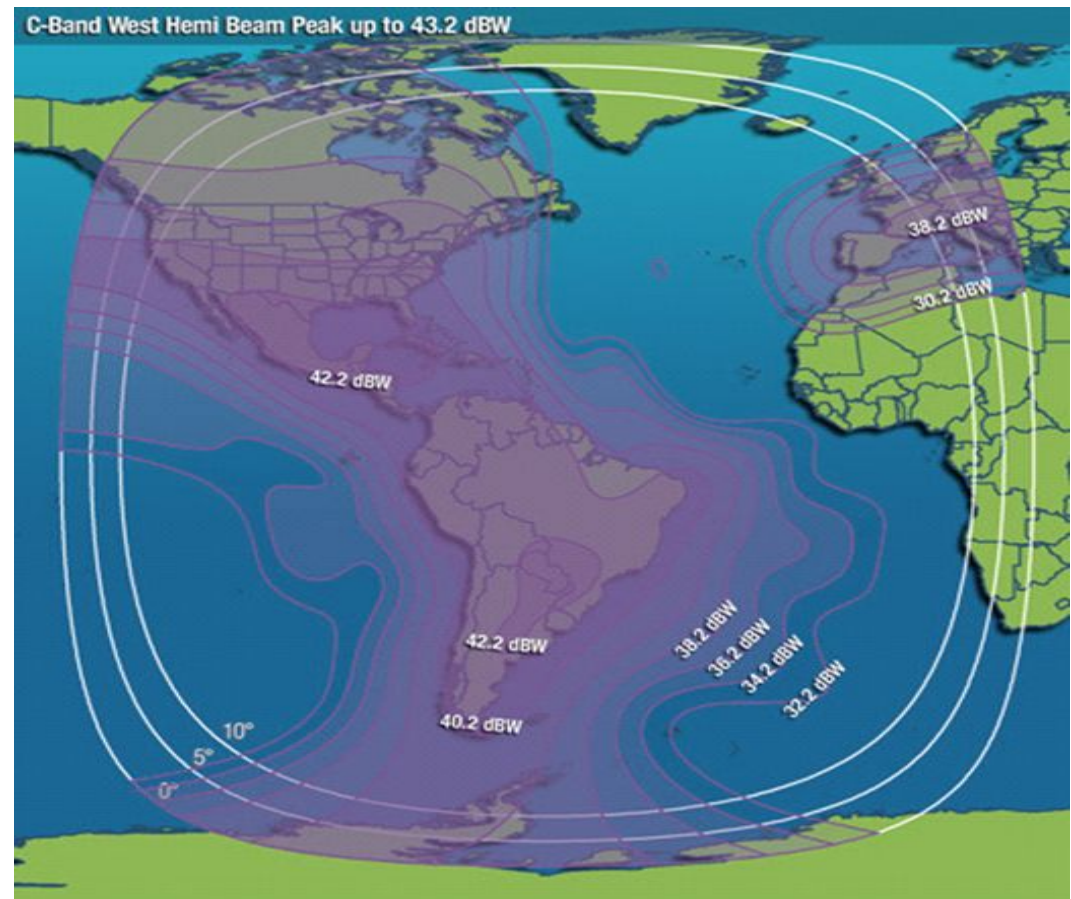 C-Band West Hemi Beam Peak up to 43.2 dBW
38.2 dBW
30.2 dBW
42.2 dBW
42.2 dBW
38.2 dBW
36.2 dBW
34.2 dBW
32.2 dBW
40.2 dBW
10°
5°
0°